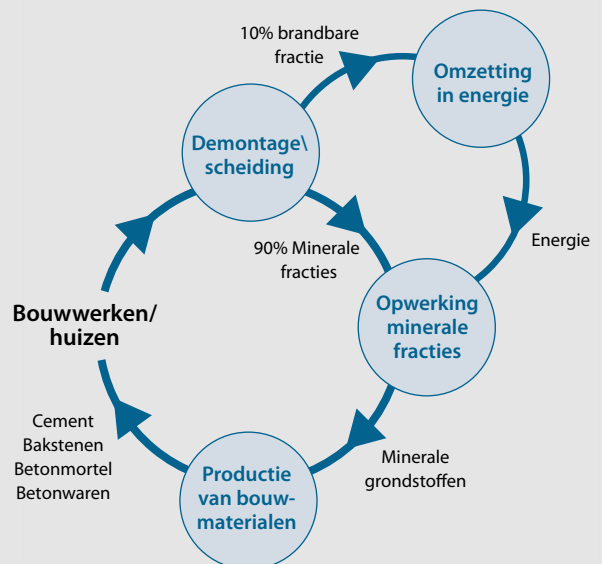 10% brandbare
fractie
Omzetting
in energie
Demontage\
scheiding
Energie
90% Minerale
fracties
Opwerking
minerale
fracties
Bouwwerken/
huizen
Cement
Bakstenen
Betonmortel
Betonwaren
Minerale
grondstoffen
Productie
van bouw-
materialen